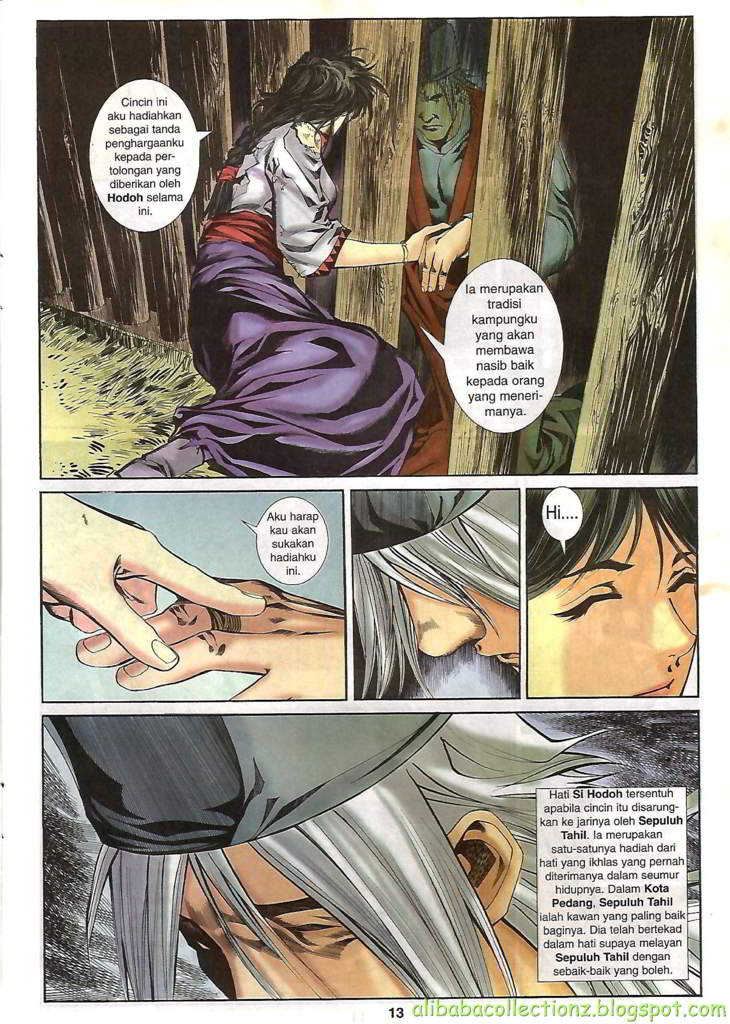 Cincin ini
aku hadiahkan
sebagai tanda
penghargaanku
kepada per-
tolongan yang
diberikan oleh
Hodoh selama
ini.
Ia merupakan
tradisi
kampungku
yang akan
membawa
nasib baik
kepada orang
yang meneri-
manya.
Aku harap
kau akan
sukakan
hadiahku
ini.
Hi....
Hati Si Hodoh tersentuh
apabila cincin itu disarung-
kan ke jarinya oleh Sepuluh
Tahil. Ia merupakan
satu-satunya hadiah dari
hati yang ikhlas yang pernah
diterimanya dalam seumur
hidupnya. Dalam Kota
Pedang, Sepuluh Tahil
ialah kawan yang paling baik
baginya. Dia telah bertekad
dalam hati supaya melayan
Sepuluh Tahil dengan
sebaik-baik yang boleh.
13
alibabacollectionz.blogspot.com